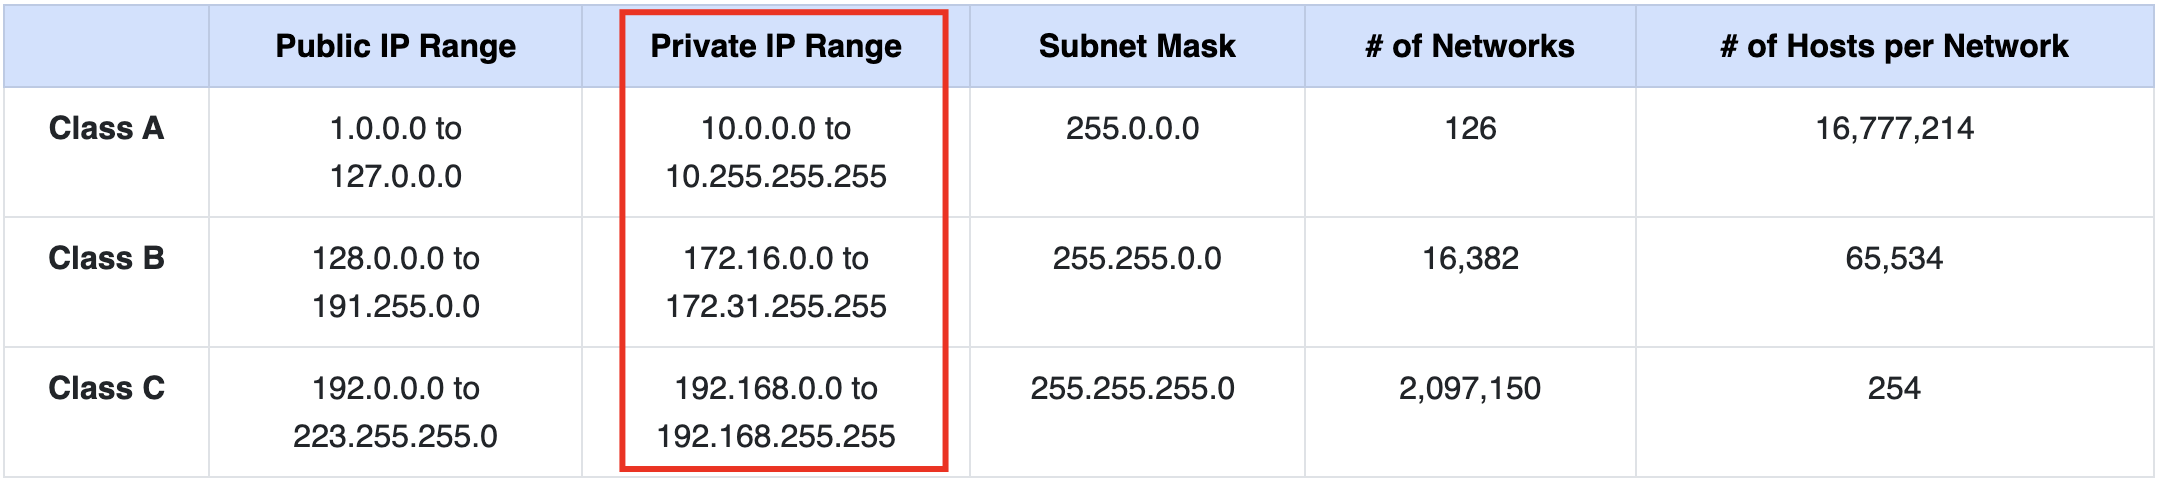 Public IP Range Private IP Range Subnet Mask # of Networks # of Hosts per Network
Class A 1.0.0.0 to 10.0.0.0 to 255.0.0.0 126 16,777,214
127.0.0.0 10.255.255.255
Class B 128.0.0.0 to 172.16.0.0 to 255.255.0.0 16,382 65,534
191.255.0.0 172.31.255.255
Class C 192.0.0.0 to 192.168.0.0 to 255.255.255.0 2,097,150 254
223.255.255.0 192.168.255.255